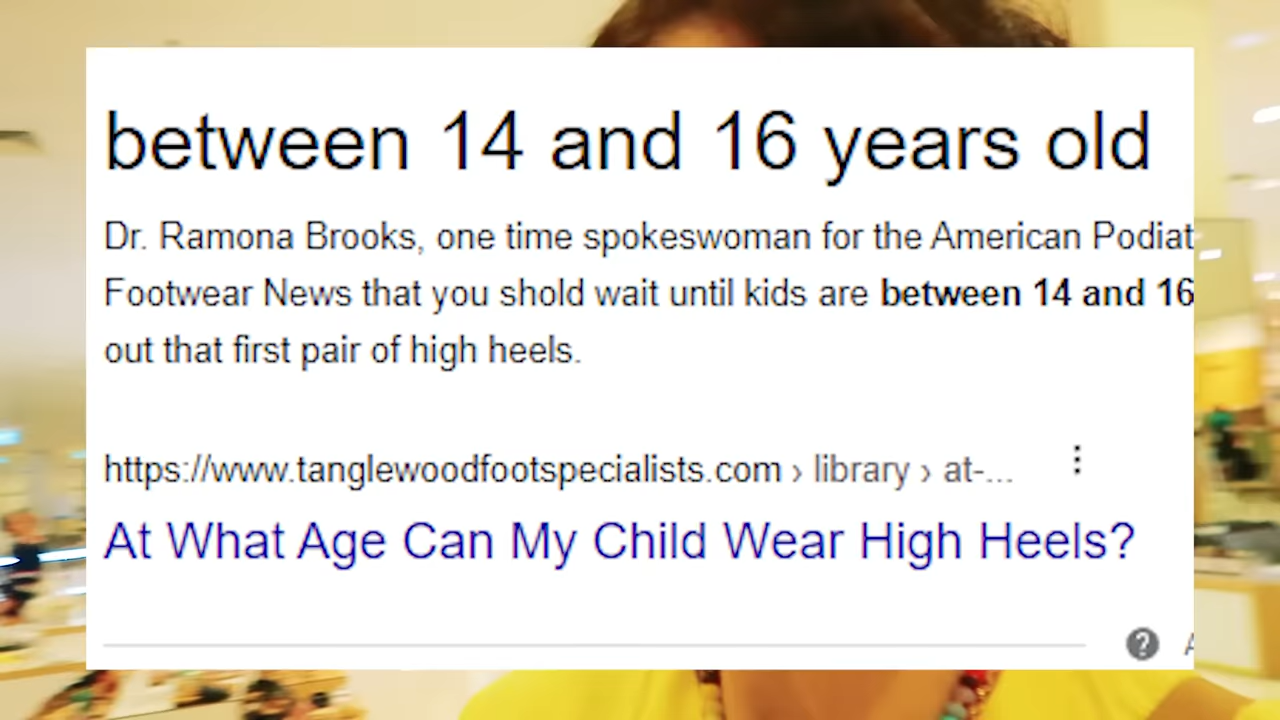 between 14 and 16 years old
Dr. Ramona Brooks, one time spokeswoman for the American Podiat
Footwear News that you shold wait until kids are between 14 and 16
out that first pair of high heels.
https://www.tanglewoodfootspecialists.com › library › at-...
At What Age Can My Child Wear High Heels?